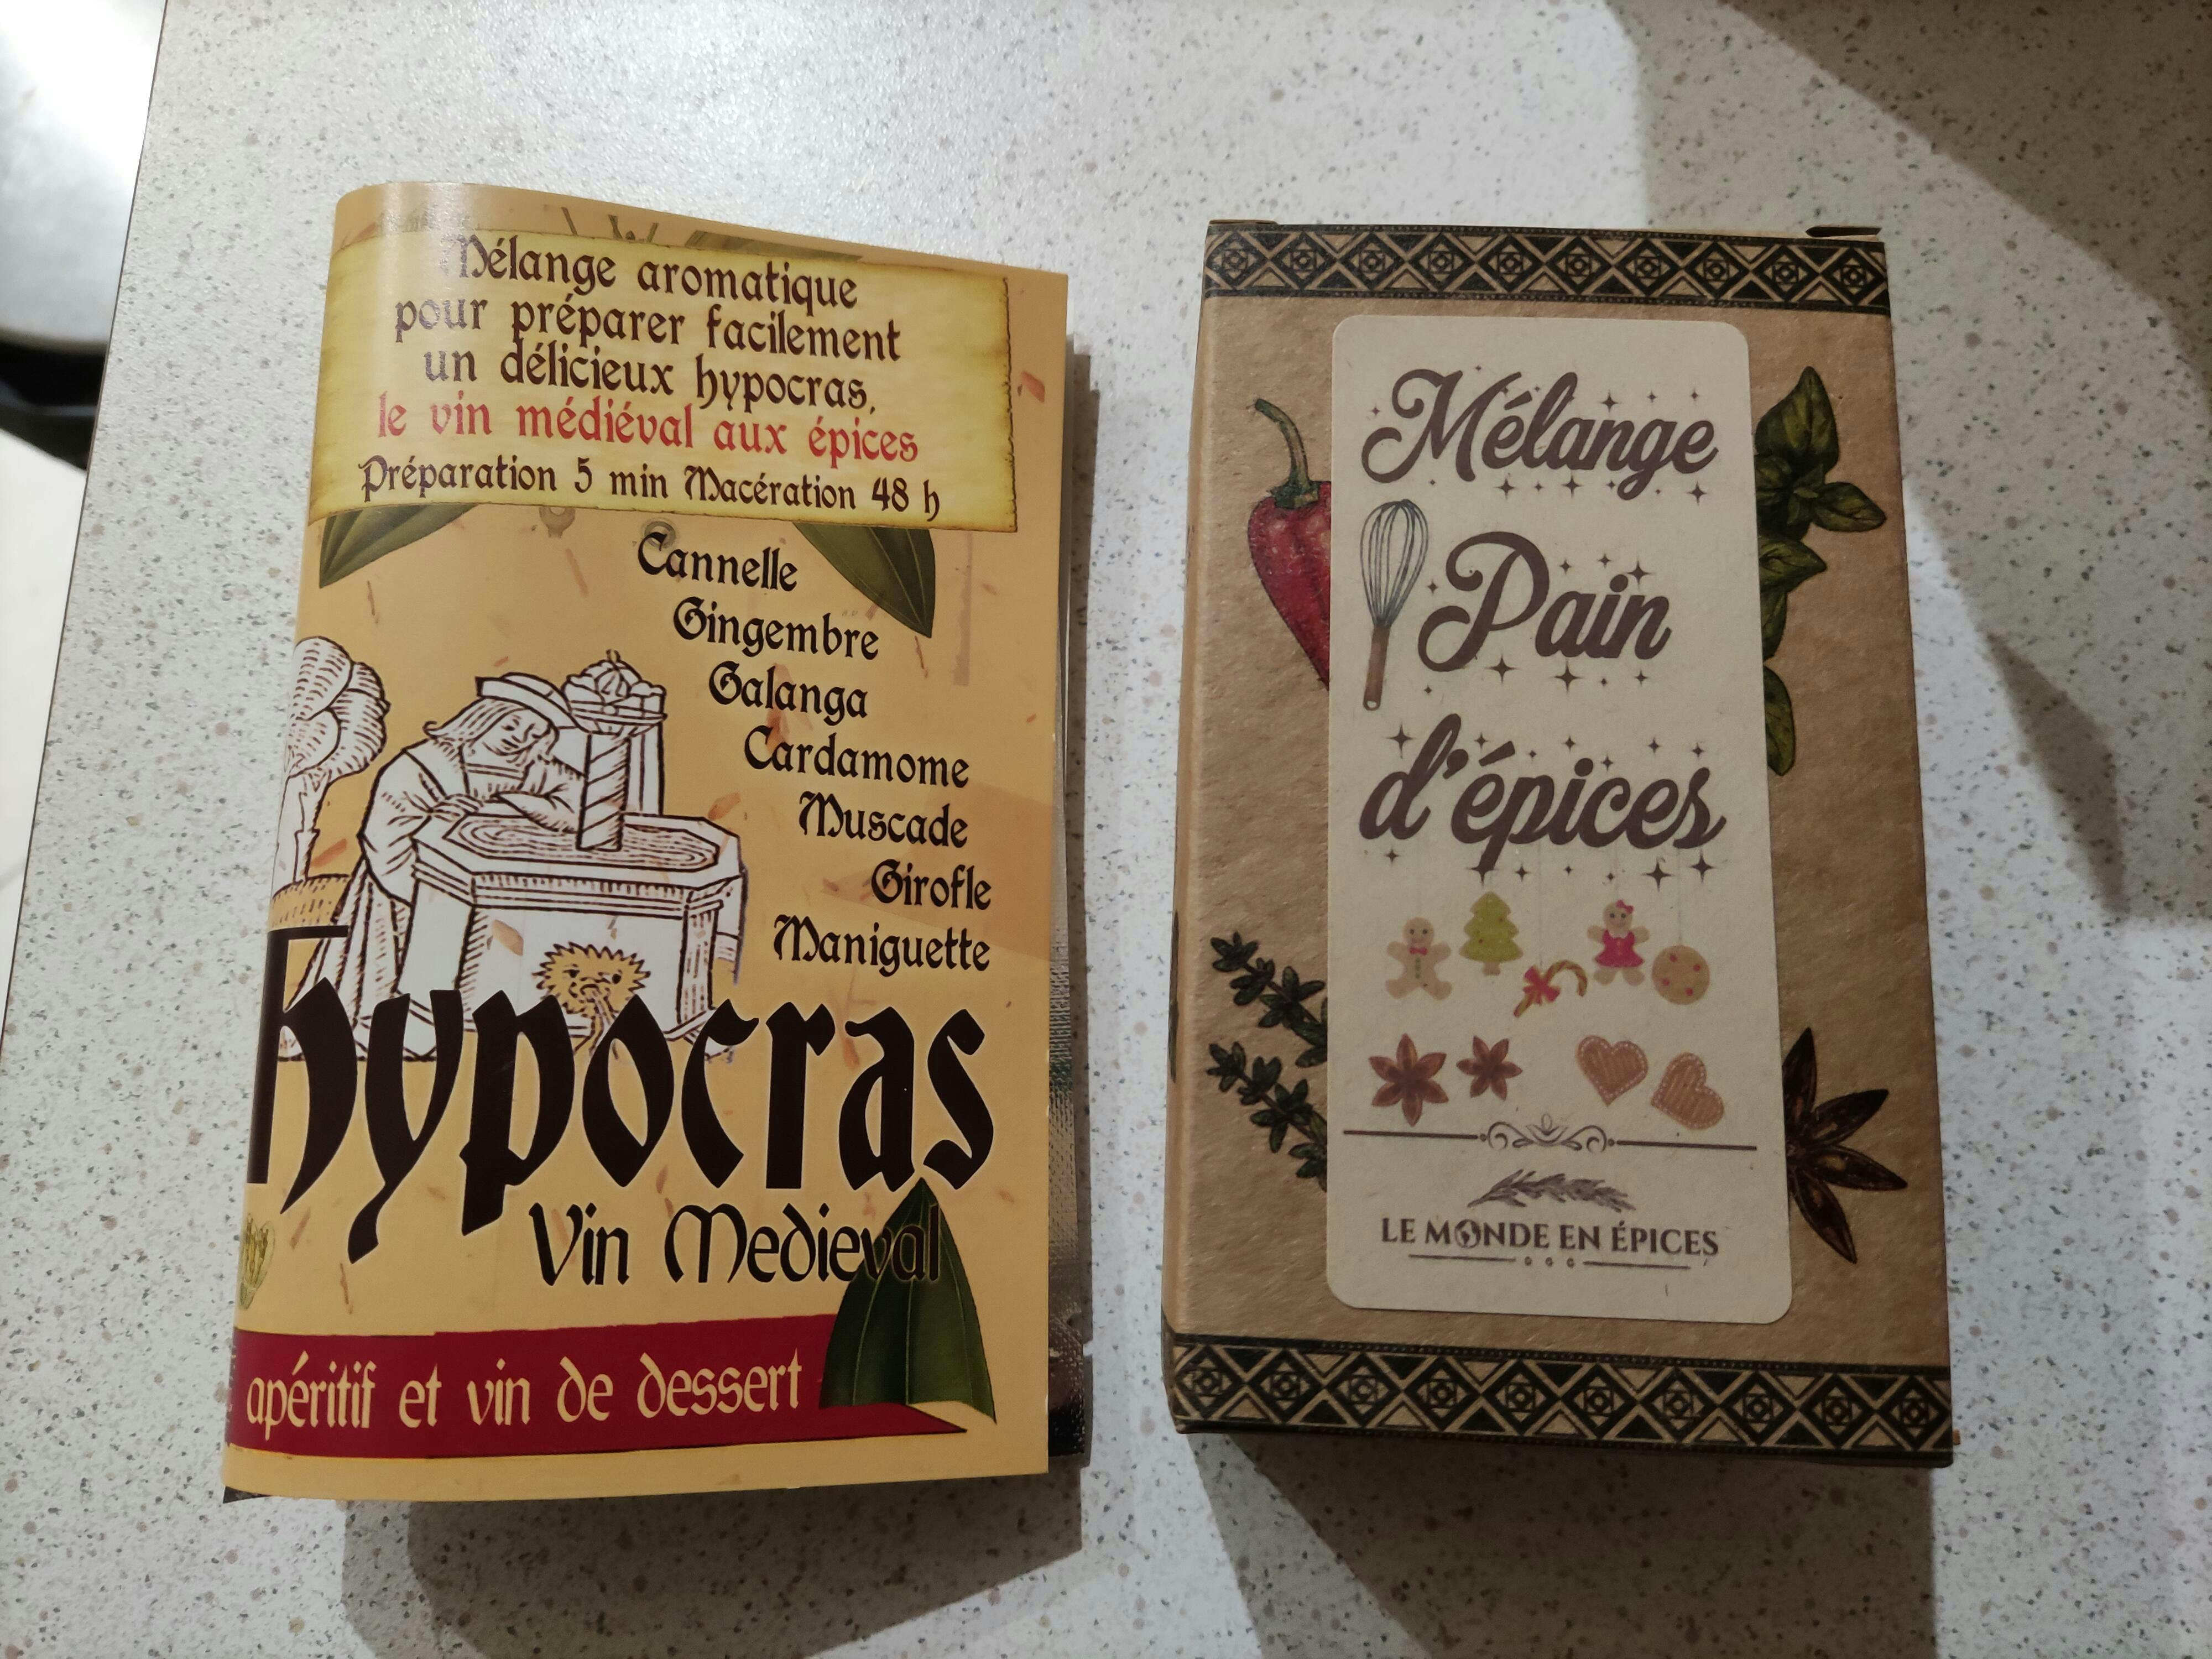 Mélange aromatique
pour préparer facilement
un délicieux hypocras,
le vin médiéval aux épices
Préparation 5 min Macération 48 h
Cannelle
Gingembre
Galanga
Cardamome
Muscade
Girofle
Maniguette
hypocras
Vin Medieval
apéritif et vin de dessert
Mélange
Pain
d'épices
LE MONDE EN ÉPICES